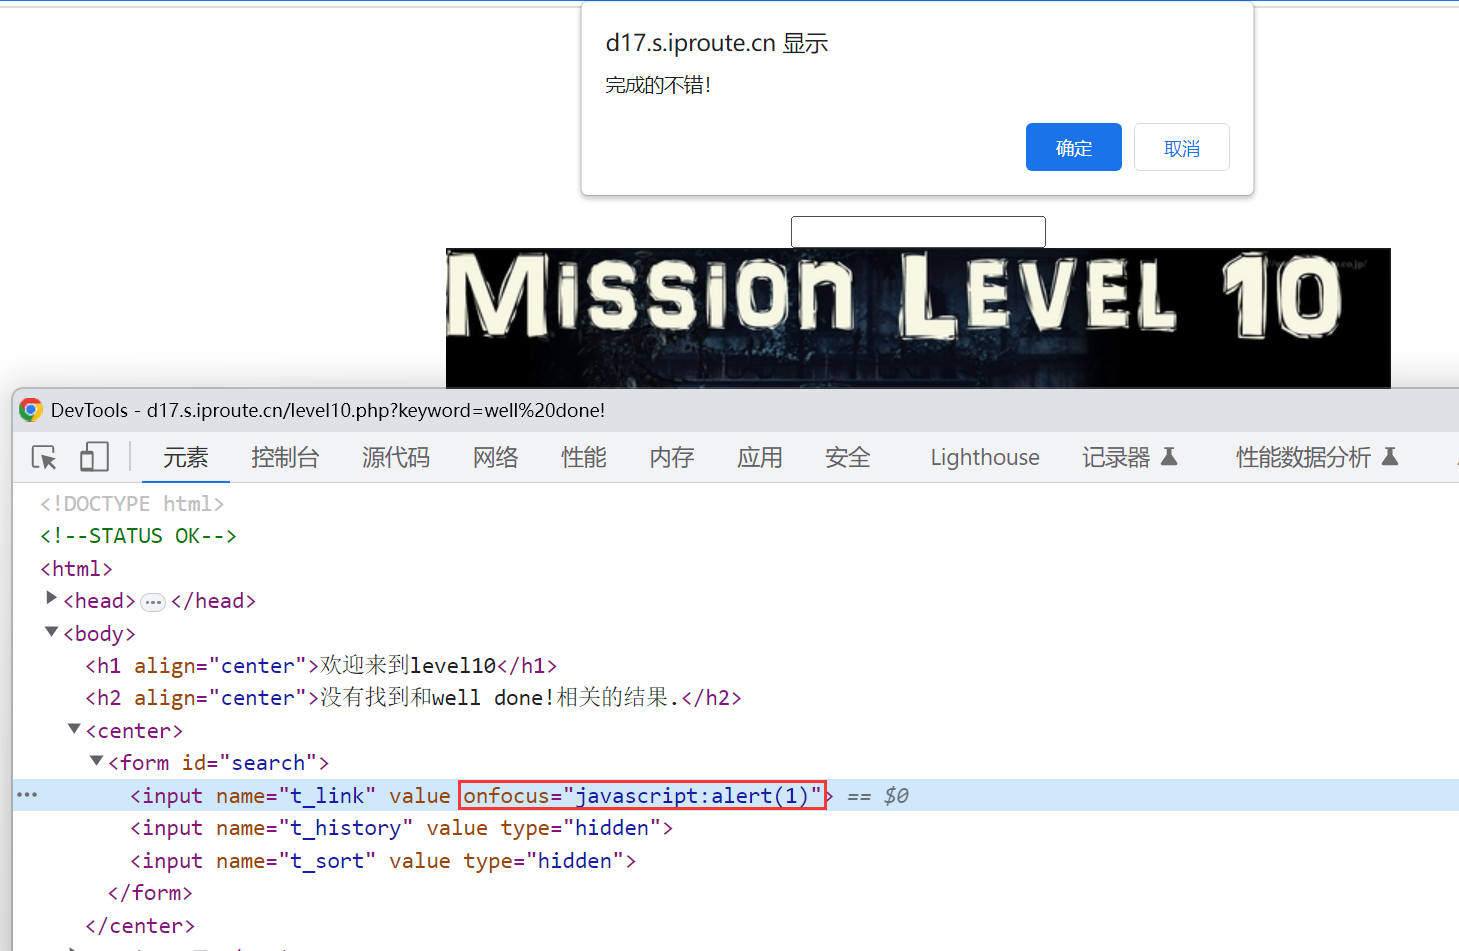 d17.s.iproute.cn 显示
完成的不错！
确定 取消
MISSION LEVEL 10
DevTools - d17.s.iproute.cn/level10.php?keyword=well%20done!
元素 控制台 源代码 网络 性能 内存 应用 安全 Lighthouse 记录器 性能数据分析
<!DOCTYPE html>
<!--STATUS OK-->
<html>
<head> ··· </head>
<body>
<h1 align="center">欢迎来到level10</h1>
<h2 align="center">没有找到和well done!相关的结果.</h2>
<center>
<form id="search">
··· <input name="t_link" value onfocus="javascript:alert(1)"> == $0
<input name="t_history" value type="hidden">
<input name="t_sort" value type="hidden">
</form>
</center>